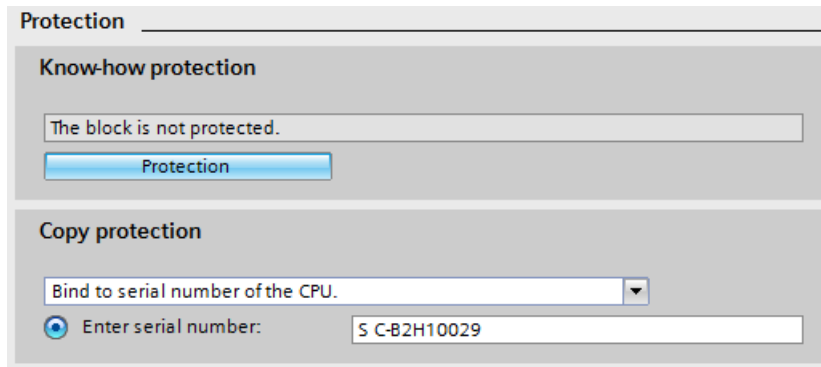 Protection
Know-how protection
The block is not protected.
Protection
Copy protection
Bind to serial number of the CPU.
Enter serial number: S C-B2H10029